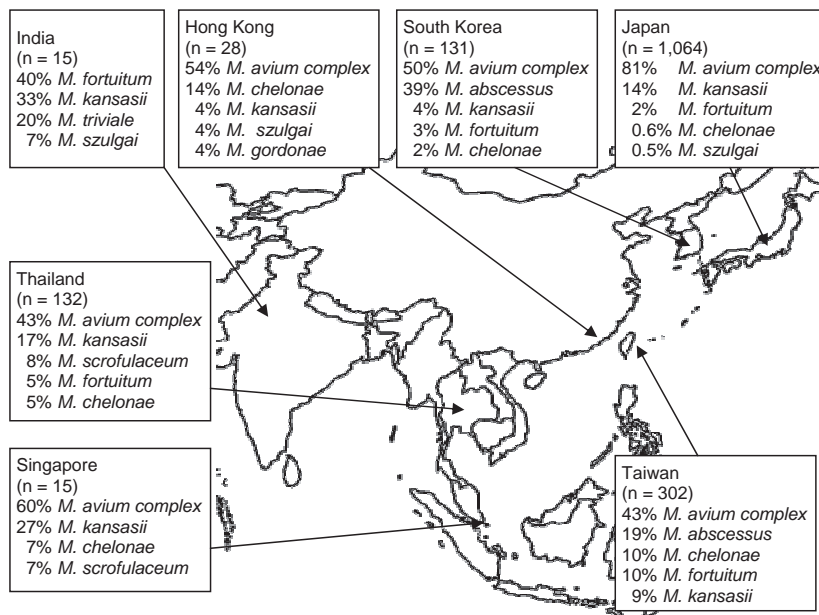 India
(n = 15)
40% M. fortuitum
33% M. kansasii
20% M. triviale
7% M. szulgai
Hong Kong
(n = 28)
54% M. avium complex
14% M. chelonae
4% M. kansasii
4% M. szulgai
4% M. gordonae
South Korea
(n = 131)
50% M. avium complex
39% M. abscessus
4% M. kansasii
3% M. fortuitum
2% M. chelonae
Japan
(n = 1,064)
81% M. avium complex
14% M. kansasii
2% M. fortuitum
0.6% M. chelonae
0.5% M. szulgai
Thailand
(n = 132)
43% M. avium complex
17% M. kansasii
8% M. scrofulaceum
5% M. fortuitum
5% M. chelonae
Singapore
(n = 15)
60% M. avium complex
27% M. kansasii
7% M. chelonae
7% M. scrofulaceum
Taiwan
(n = 302)
43% M. avium complex
19% M. abscessus
10% M. chelonae
10% M. fortuitum
9% M. kansasii